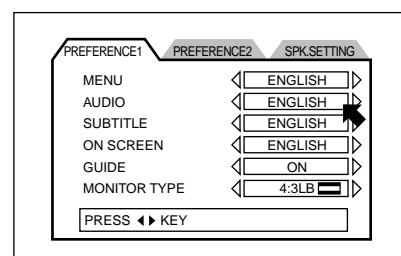 PREFERENCE1 PREFERENCE2 SPK.SETTING
MENU ENGLISH
AUDIO ENGLISH
SUBTITLE ENGLISH
ON SCREEN ENGLISH
GUIDE ON
MONITOR TYPE 4:3LB
PRESS ◀▶ KEY